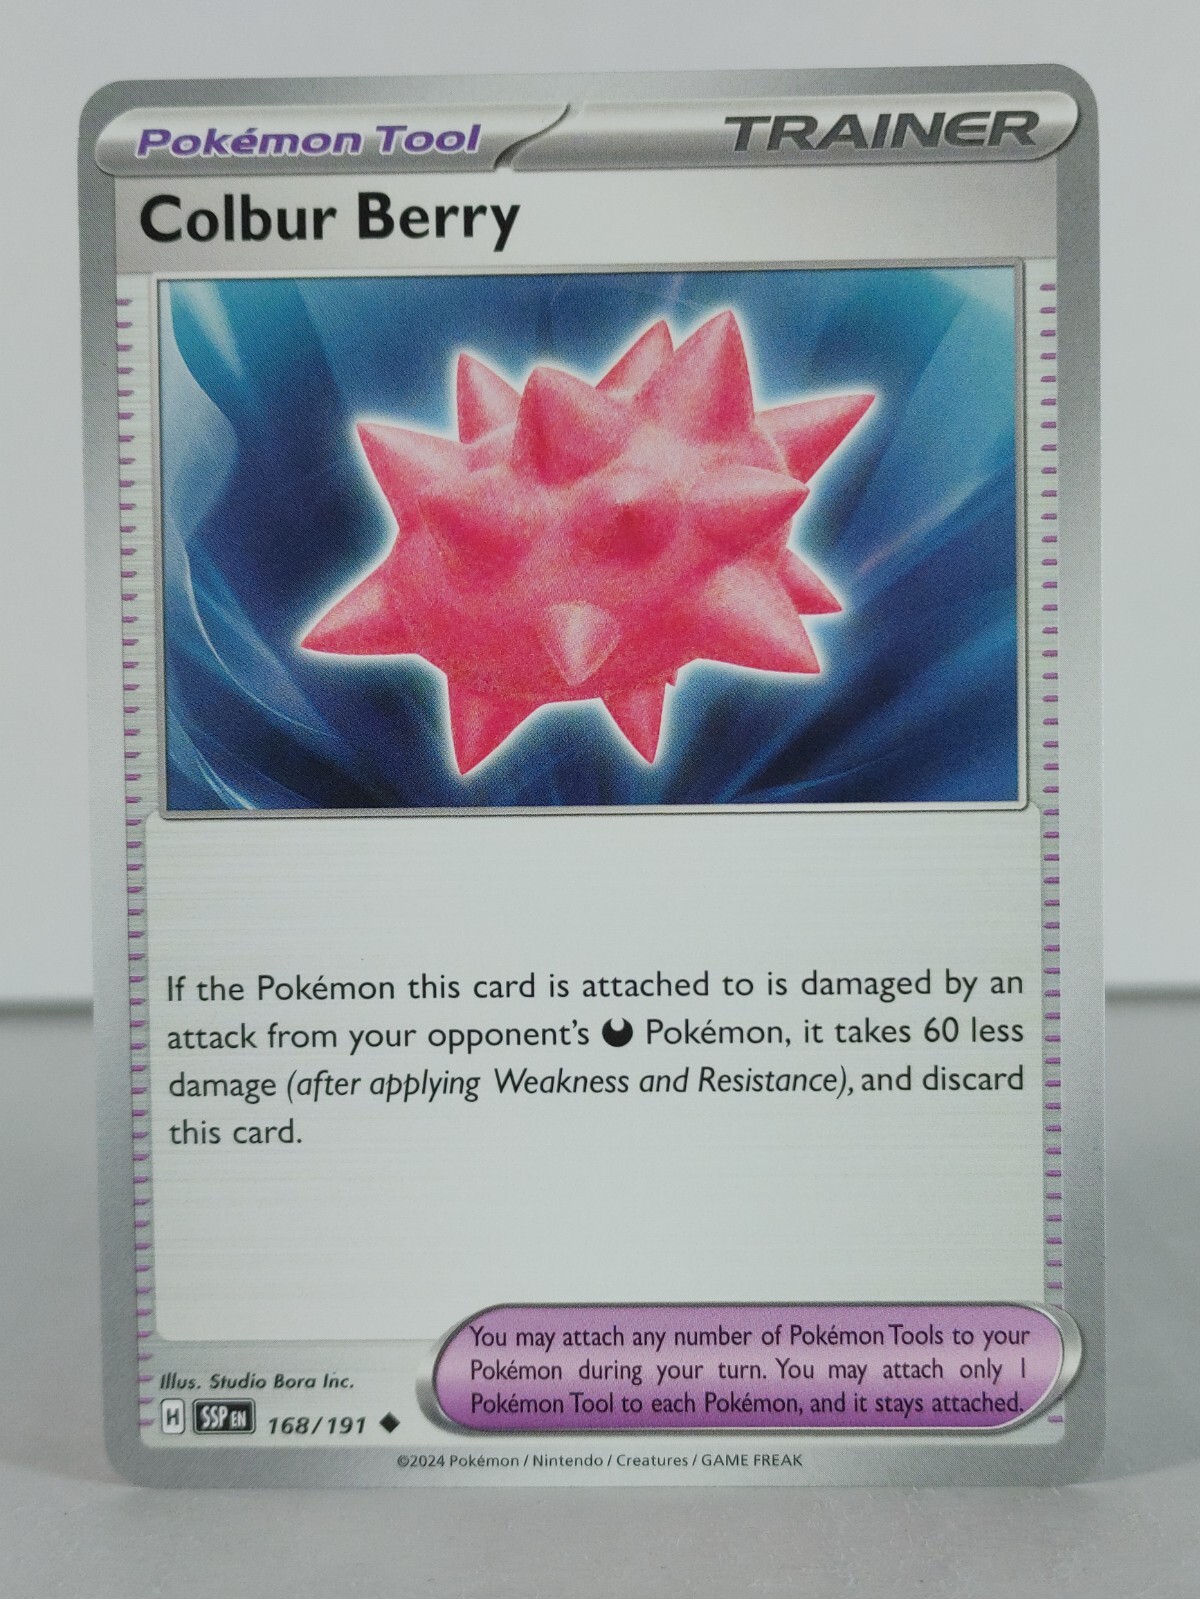 Pokémon Tool TRAINER
Colbur Berry
If the Pokémon this card is attached to is damaged by an
attack from your opponent's Pokémon, it takes 60 less
damage (after applying Weakness and Resistance), and discard
this card.
You may attach any number of Pokémon Tools to your
Pokémon during your turn. You may attach only 1
Pokémon Tool to each Pokémon, and it stays attached.
Illus. Studio Bora Inc.
H SSP EN 168/191
©2024 Pokémon / Nintendo / Creatures / GAME FREAK